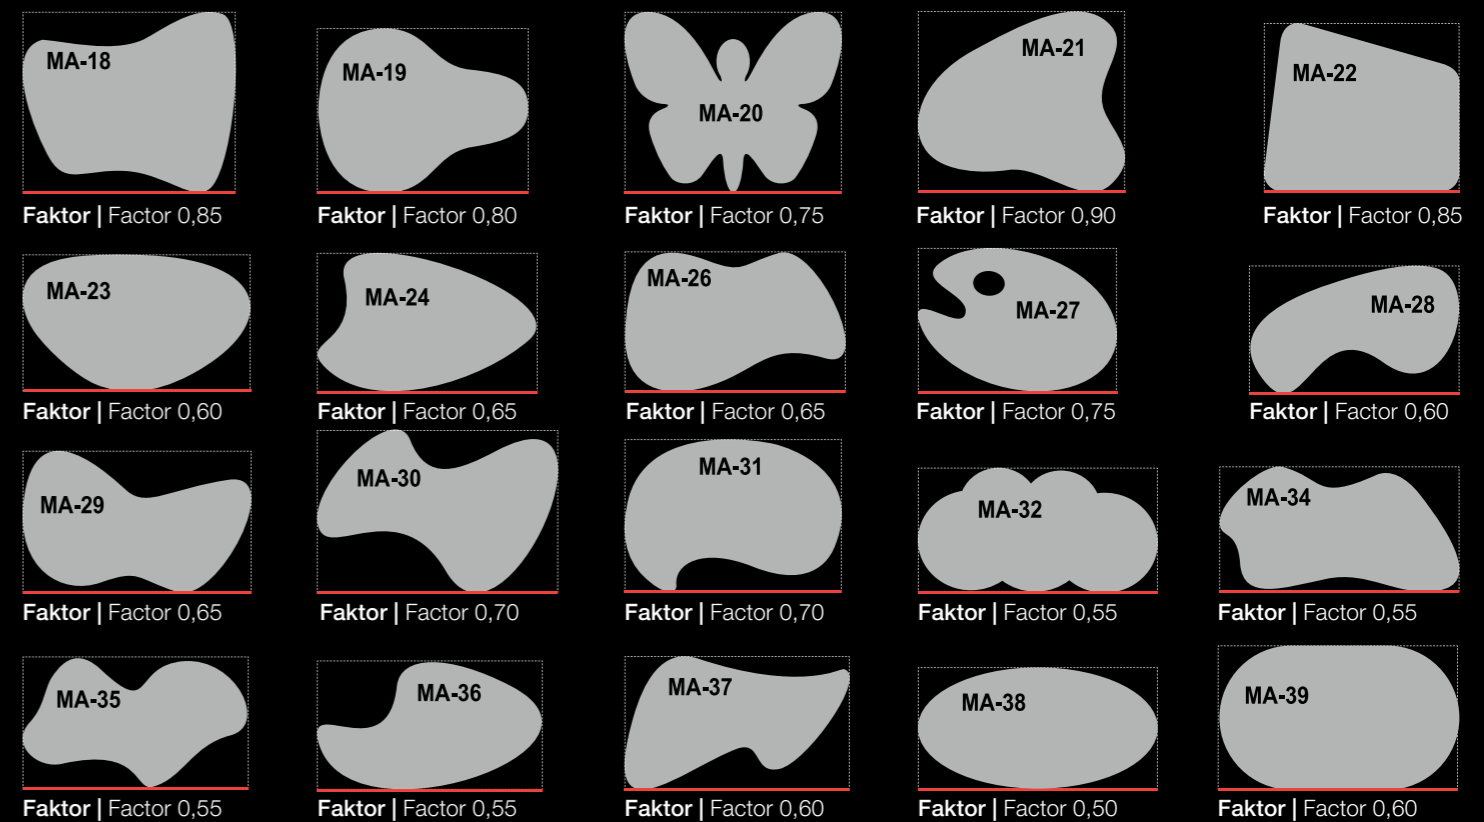 MA-18
MA-19
MA-20
MA-21
MA-22
Faktor | Factor 0,85
Faktor | Factor 0,80
Faktor | Factor 0,75
Faktor | Factor 0,90
Faktor | Factor 0,85
MA-23
MA-24
MA-26
MA-27
MA-28
Faktor | Factor 0,60
Faktor | Factor 0,65
Faktor | Factor 0,65
Faktor | Factor 0,75
Faktor | Factor 0,60
MA-29
MA-30
MA-31
MA-32
MA-34
Faktor | Factor 0,65
Faktor | Factor 0,70
Faktor | Factor 0,70
Faktor | Factor 0,55
Faktor | Factor 0,55
MA-35
MA-36
MA-37
MA-38
MA-39
Faktor | Factor 0,55
Faktor | Factor 0,55
Faktor | Factor 0,60
Faktor | Factor 0,50
Faktor | Factor 0,60